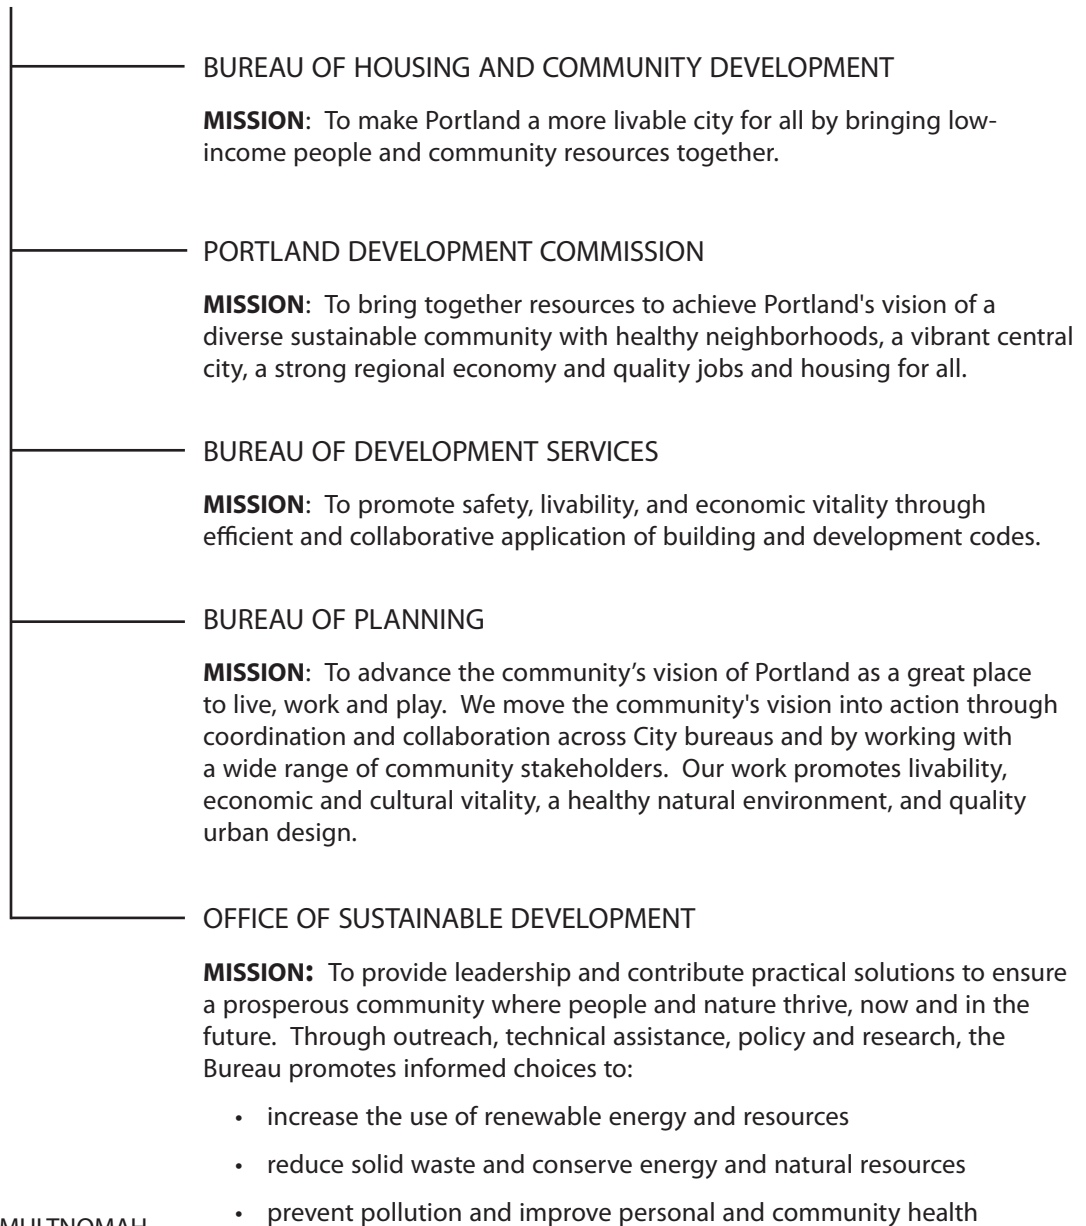 BUREAU OF HOUSING AND COMMUNITY DEVELOPMENT
MISSION:  To make Portland a more livable city for all by bringing low-
income people and community resources together.
PORTLAND DEVELOPMENT COMMISSION
MISSION:  To bring together resources to achieve Portland's vision of a
diverse sustainable community with healthy neighborhoods, a vibrant central
city, a strong regional economy and quality jobs and housing for all.
BUREAU OF DEVELOPMENT SERVICES
MISSION:  To promote safety, livability, and economic vitality through
efficient and collaborative application of building and development codes.
BUREAU OF PLANNING
MISSION:  To advance the community’s vision of Portland as a great place
to live, work and play.  We move the community's vision into action through
coordination and collaboration across City bureaus and by working with
a wide range of community stakeholders.  Our work promotes livability,
economic and cultural vitality, a healthy natural environment, and quality
urban design.
OFFICE OF SUSTAINABLE DEVELOPMENT
MISSION:  To provide leadership and contribute practical solutions to ensure
a prosperous community where people and nature thrive, now and in the
future.  Through outreach, technical assistance, policy and research, the
Bureau promotes informed choices to:
• increase the use of renewable energy and resources
• reduce solid waste and conserve energy and natural resources
• prevent pollution and improve personal and community health
MULTNOMAH